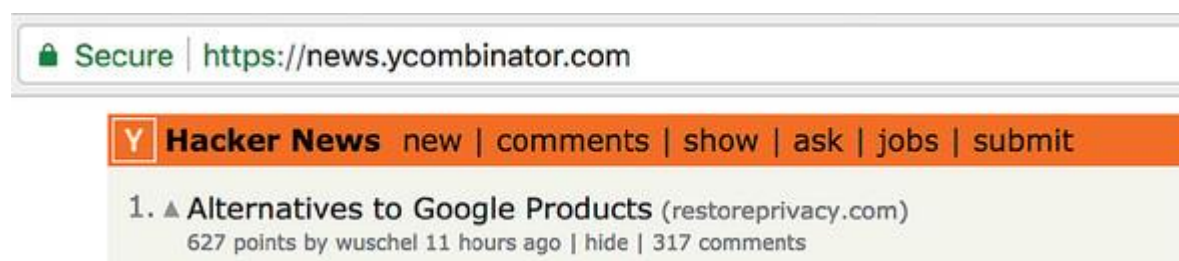 Secure | https://news.ycombinator.com
Y Hacker News new | comments | show | ask | jobs | submit
1. ▲ Alternatives to Google Products (restoreprivacy.com)
627 points by wuschel 11 hours ago | hide | 317 comments